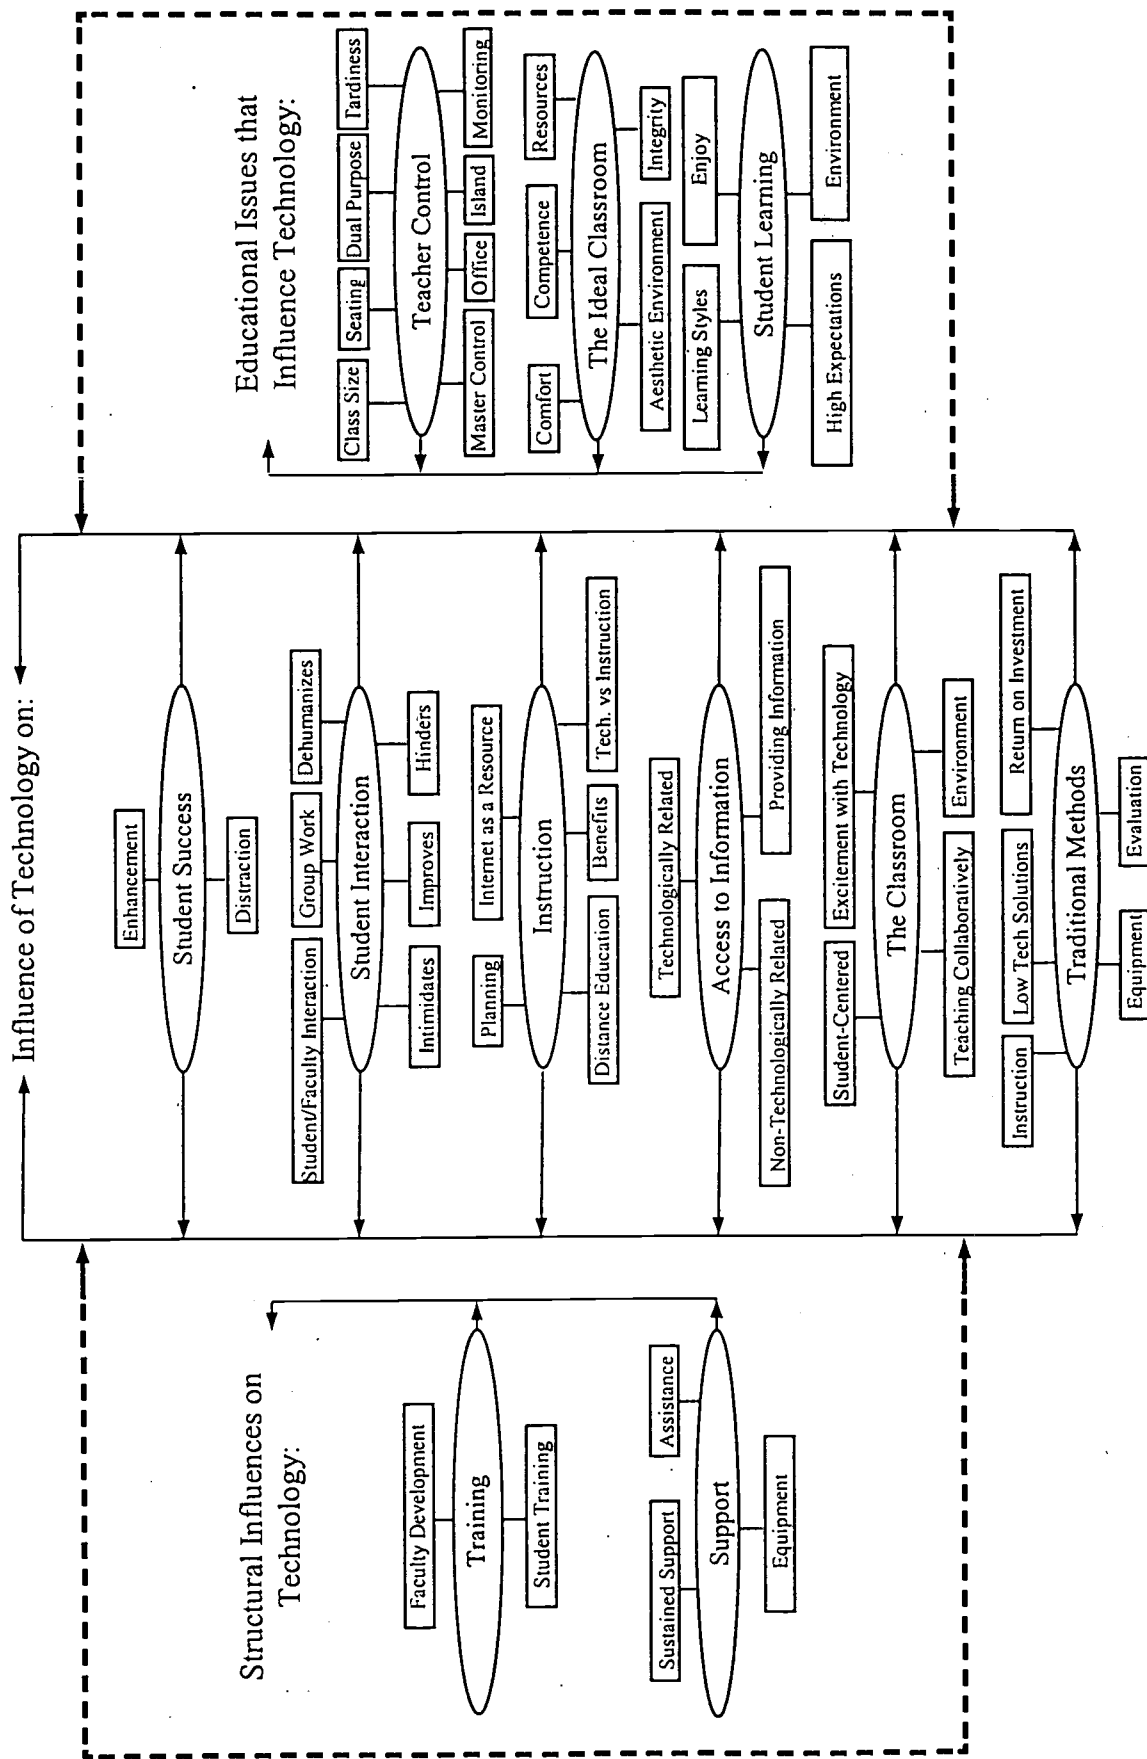 Influence of Technology on:
Structural Influences on
Technology:
Faculty Development
Training
Student Training
Sustained Support
Assistance
Support
Equipment
Enhancement
Student Success
Distraction
Student/Faculty Interaction
Group Work
Dehumanizes
Student Interaction
Intimidates
Improves
Hinders
Planning
Internet as a Resource
Instruction
Distance Education
Benefits
Tech. vs Instruction
Technologically Related
Access to Information
Non-Technologically Related
Providing Information
Student-Centered
Excitement with Technology
The Classroom
Teaching Collaboratively
Environment
Instruction
Low Tech Solutions
Return on Investment
Traditional Methods
Equipment
Evaluation
Educational Issues that
Influence Technology:
Class Size
Seating
Dual Purpose
Tardiness
Teacher Control
Master Control
Office
Island
Monitoring
Comfort
Competence
Resources
The Ideal Classroom
Aesthetic Environment
Integrity
Learning Styles
Enjoy
Student Learning
High Expectations
Environment